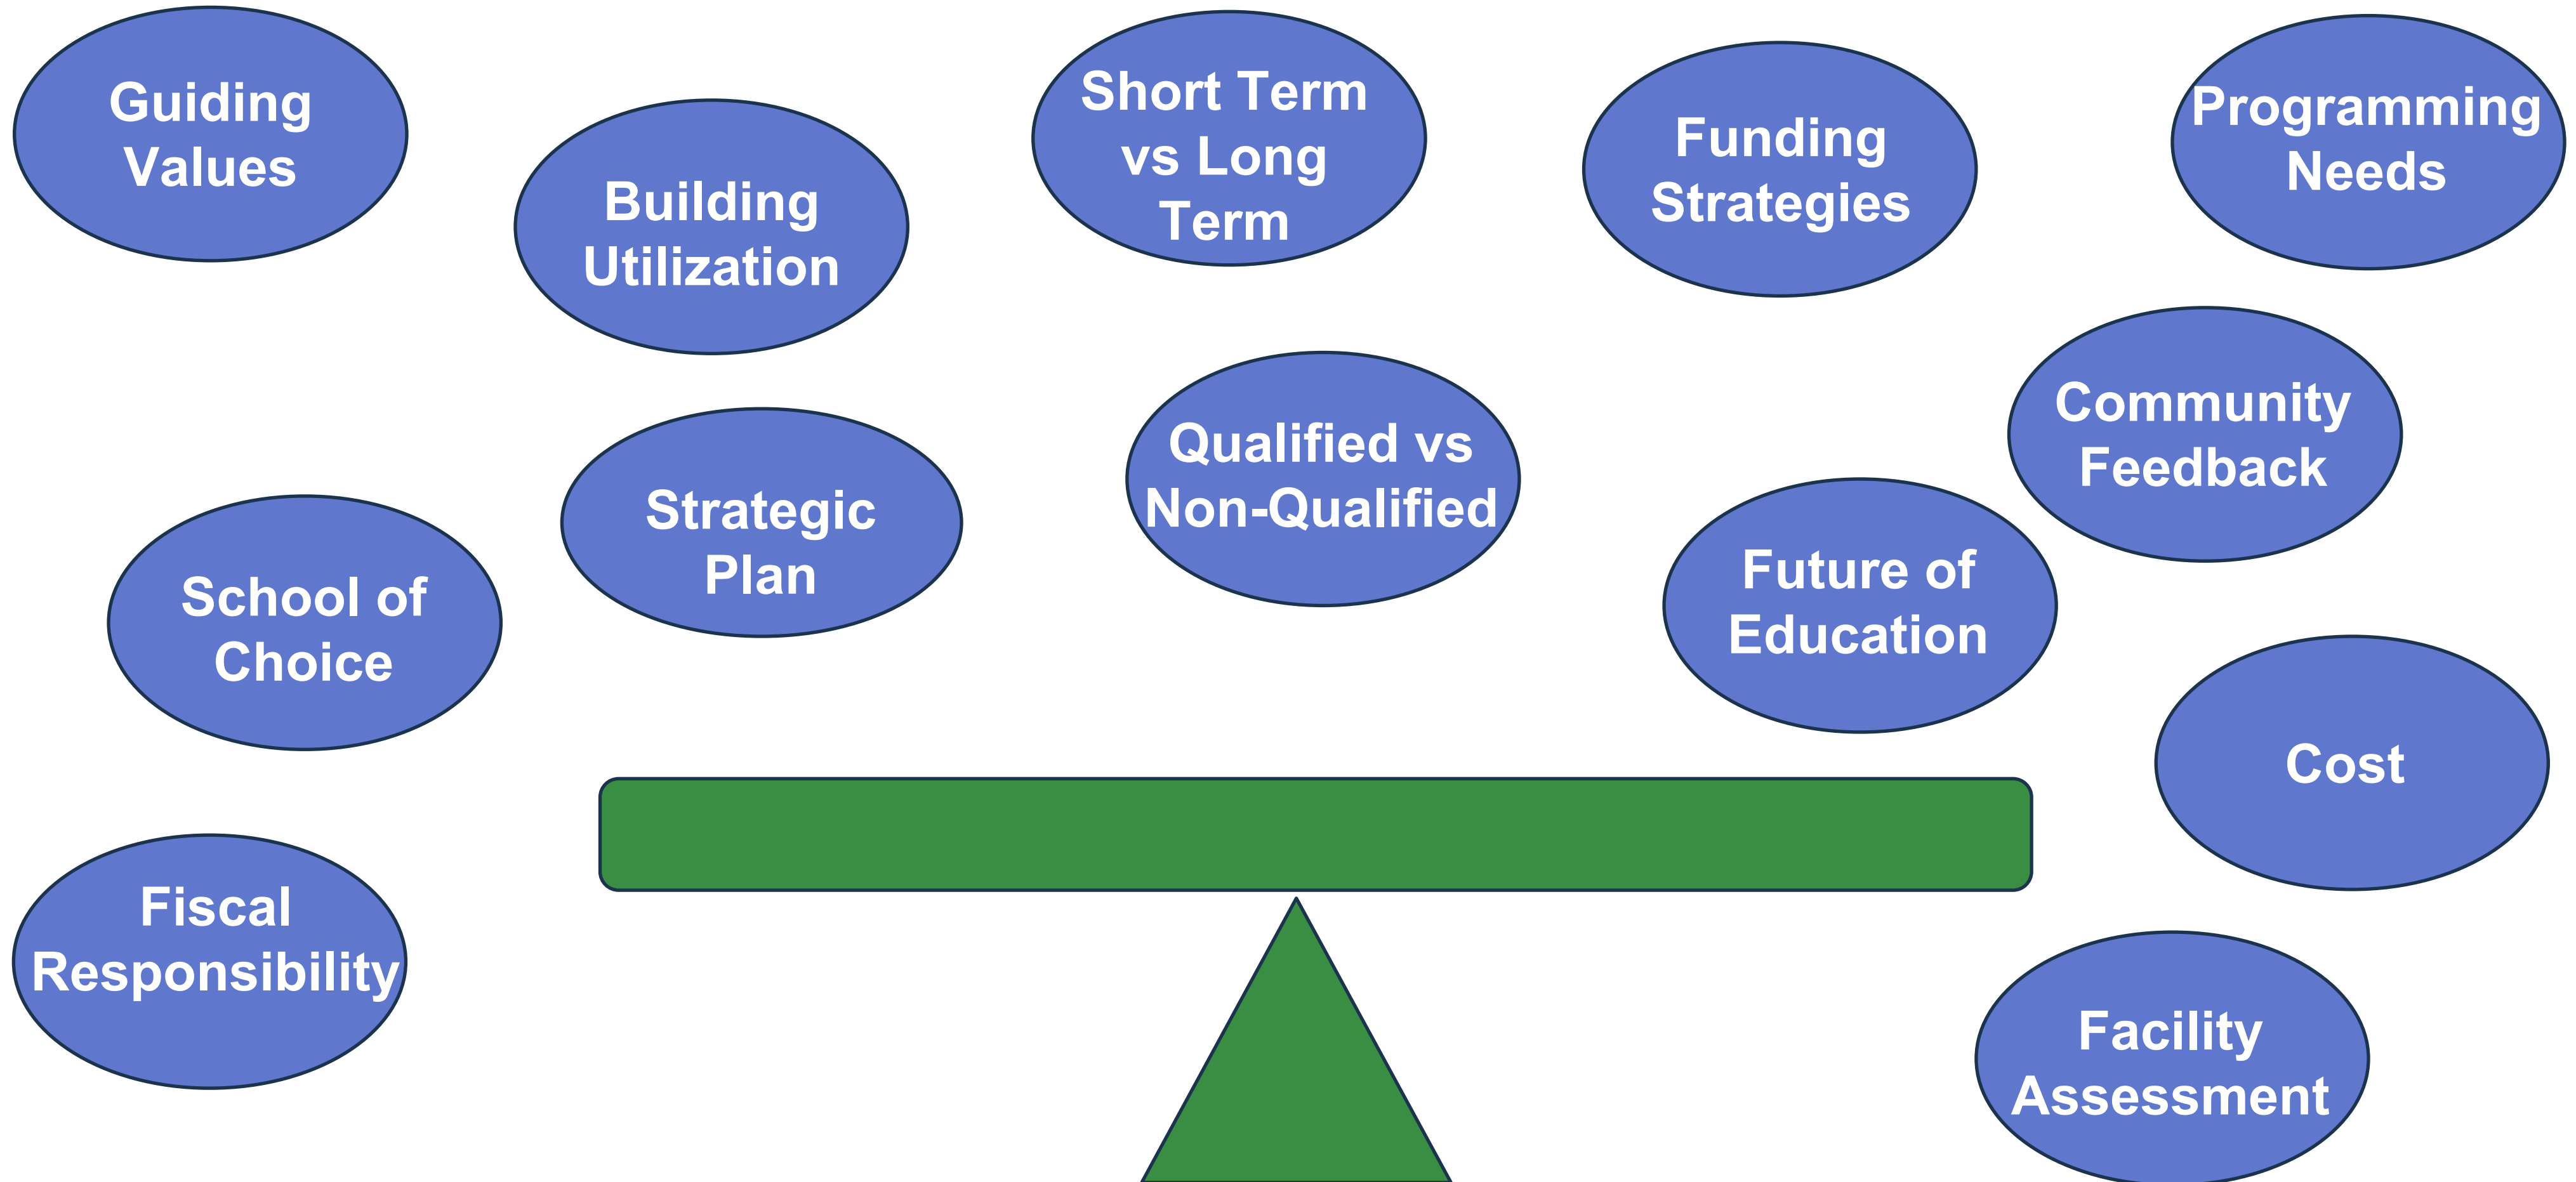 Guiding
Values
Building
Utilization
Short Term
vs Long
Term
Funding
Strategies
Programming
Needs
School of
Choice
Strategic
Plan
Qualified vs
Non-Qualified
Future of
Education
Community
Feedback
Cost
Fiscal
Responsibility
Facility
Assessment